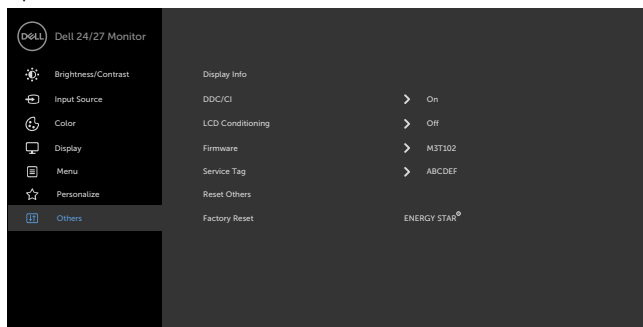 DELL Dell 24/27 Monitor
Brightness/Contrast Display Info
Input Source DDC/CI On
Color LCD Conditioning Off
Display Firmware M3T102
Menu Service Tag ABCDEF
Personalize Reset Others
Others Factory Reset ENERGY STAR®